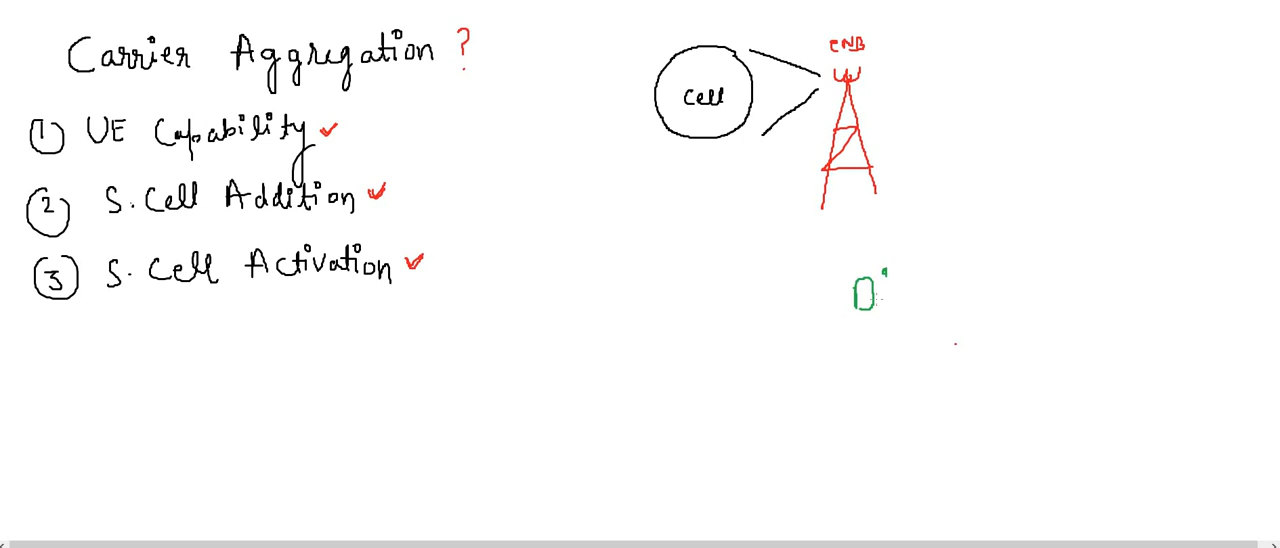 Carrier Aggregation ?
① UE Capability ✓
② S. Cell Addition ✓
③ S. Cell Activation ✓
eNB
Cell